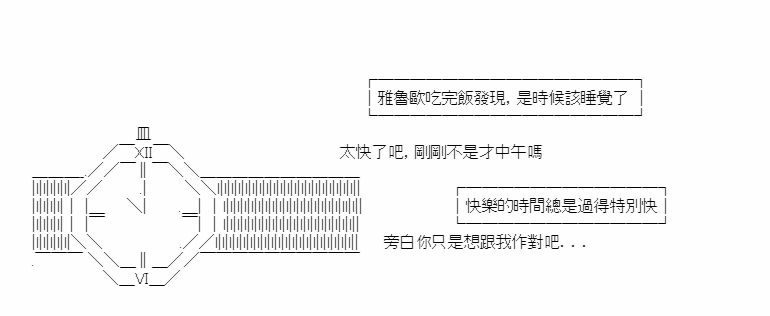 雅魯歐吃完飯發現，是時候該睡覺了
XII
太快了吧，剛剛不是才中午嗎
快樂的時間總是過得特別快
旁白你只是想跟我作對吧...
VI